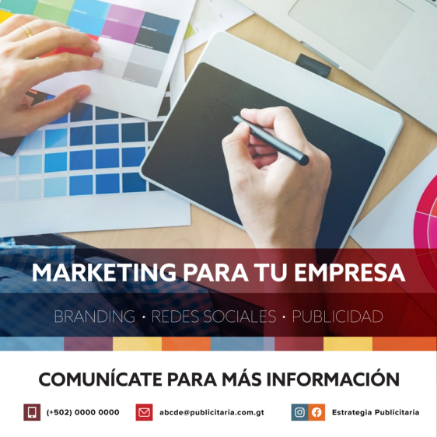 MARKETING PARA TU EMPRESA
BRANDING · REDES SOCIALES · PUBLICIDAD
COMUNÍCATE PARA MÁS INFORMACIÓN
(+502) 0000 0000 abcde@publicitaria.com.gt Estrategia Publicitaria